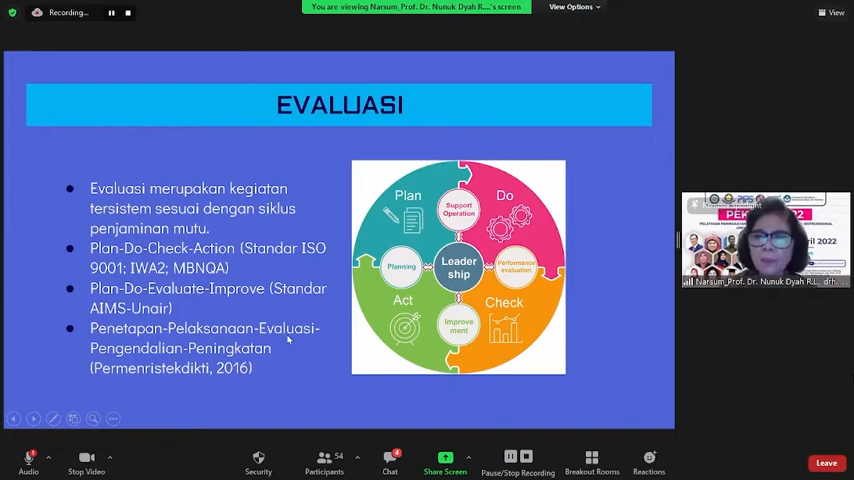 Recording...
You are viewing Narsum_Prof. Dr. Nunuk Dyah R....'s screen
View Options
View
EVALUASI
Evaluasi merupakan kegiatan
tersistem sesuai dengan siklus
penjaminan mutu.
Plan-Do-Check-Action (Standar ISO
9001; IWA2; MBNQA)
Plan-Do-Evaluate-Improve (Standar
AIMS-Unair)
Penetapan-Pelaksanaan-Evaluasi-
Pengendalian-Peningkatan
(Permenristekdikti, 2016)
Plan
Do
Support
Operation
Planning
Leader
ship
Performance
evaluation
Act
Check
Improve
ment
2022
April 2022
Narsum_Prof. Dr. Nunuk Dyah R.L., drh. ...
Audio
Stop Video
Security
54
Participants
4
Chat
Share Screen
Pause/Stop Recording
Breakout Rooms
Reactions
Leave